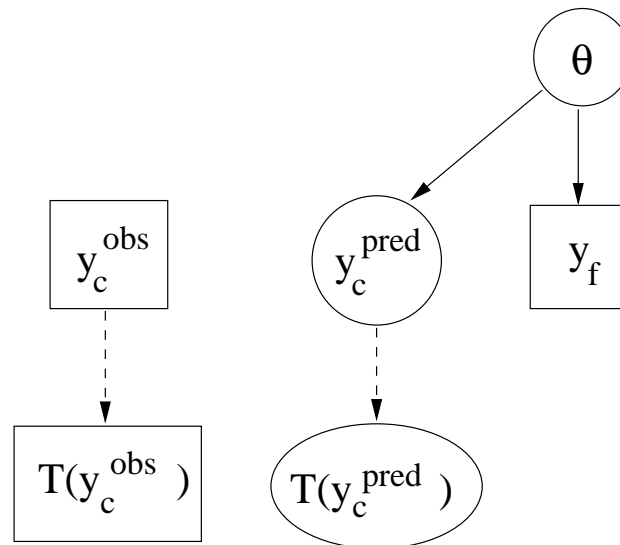 θ
y_c^obs
y_c^pred
y_f
T(y_c^obs )
T(y_c^pred )